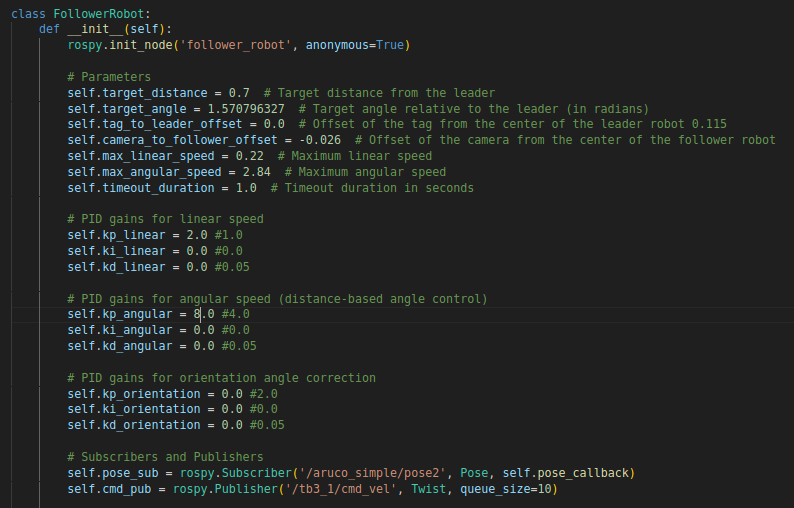 class FollowerRobot:
def __init__(self):
rospy.init_node('follower_robot', anonymous=True)
# Parameters
self.target_distance = 0.7  # Target distance from the leader
self.target_angle = 1.570796327  # Target angle relative to the leader (in radians)
self.tag_to_leader_offset = 0.0  # Offset of the tag from the center of the leader robot 0.115
self.camera_to_follower_offset = -0.026  # Offset of the camera from the center of the follower robot
self.max_linear_speed = 0.22  # Maximum linear speed
self.max_angular_speed = 2.84  # Maximum angular speed
self.timeout_duration = 1.0  # Timeout duration in seconds
# PID gains for linear speed
self.kp_linear = 2.0 #1.0
self.ki_linear = 0.0 #0.0
self.kd_linear = 0.0 #0.05
# PID gains for angular speed (distance-based angle control)
self.kp_angular = 8.0 #4.0
self.ki_angular = 0.0 #0.0
self.kd_angular = 0.0 #0.05
# PID gains for orientation angle correction
self.kp_orientation = 0.0 #2.0
self.ki_orientation = 0.0 #0.0
self.kd_orientation = 0.0 #0.05
# Subscribers and Publishers
self.pose_sub = rospy.Subscriber('/aruco_simple/pose2', Pose, self.pose_callback)
self.cmd_pub = rospy.Publisher('/tb3_1/cmd_vel', Twist, queue_size=10)